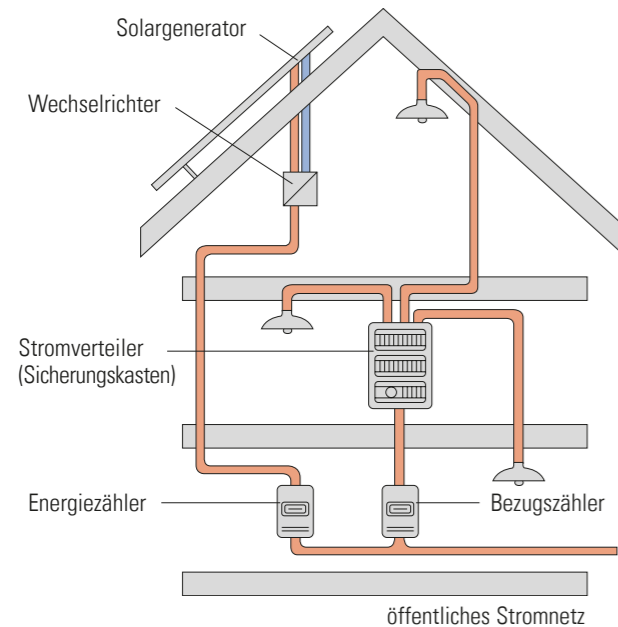 Solargenerator
Wechselrichter
Stromverteiler
(Sicherungskasten)
Energiezähler
Bezugszähler
öffentliches Stromnetz